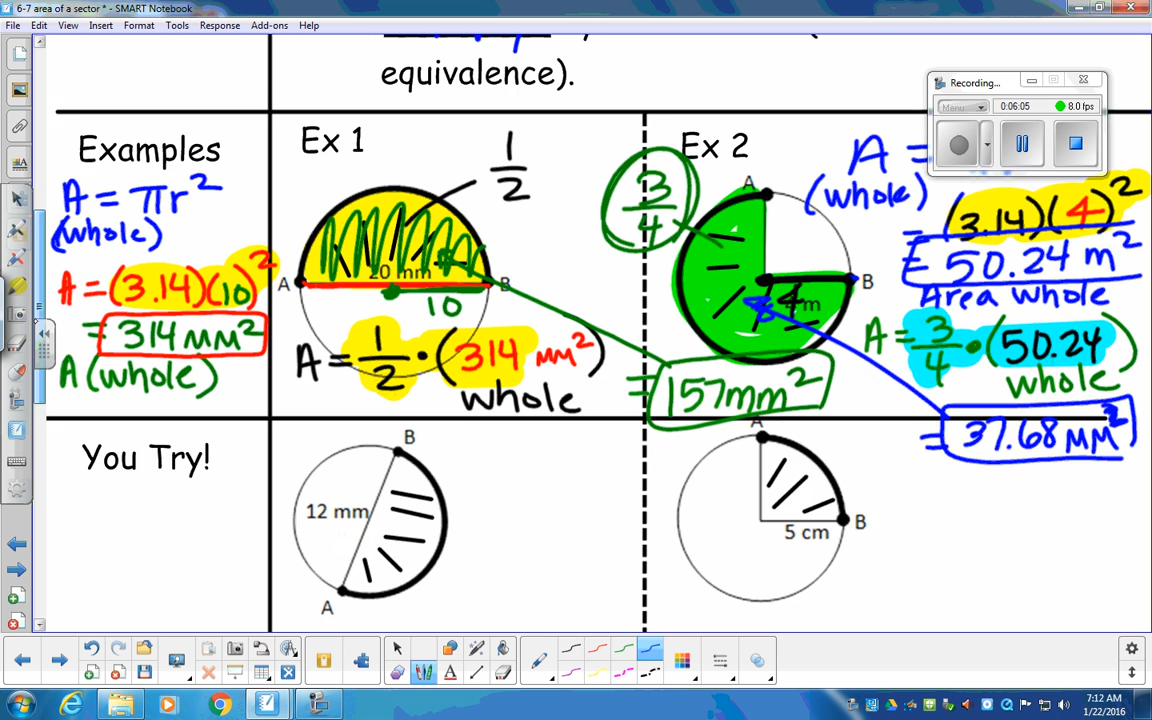 6-7 area of a sector * - SMART Notebook
File Edit View Insert Format Tools Response Add-ons Help
equivalence).
Recording...
Menu 0:06:05 8.0 fps
Examples
A = πr²
(whole)
A = (3.14)(10)²
= 314 mm²
A (whole)
Ex 1
1/2
20 mm
A B
10
A = 1/2 · (314 mm²)
whole
= 157mm²
Ex 2
3/4
A
B
4 m
A =
(whole)
= (3.14)(4)²
= 50.24 m²
Area whole
A = 3/4 · (50.24)
whole
= 37.68 mm²
You Try!
B
12 mm
A
A
B
5 cm
7:12 AM
1/22/2016